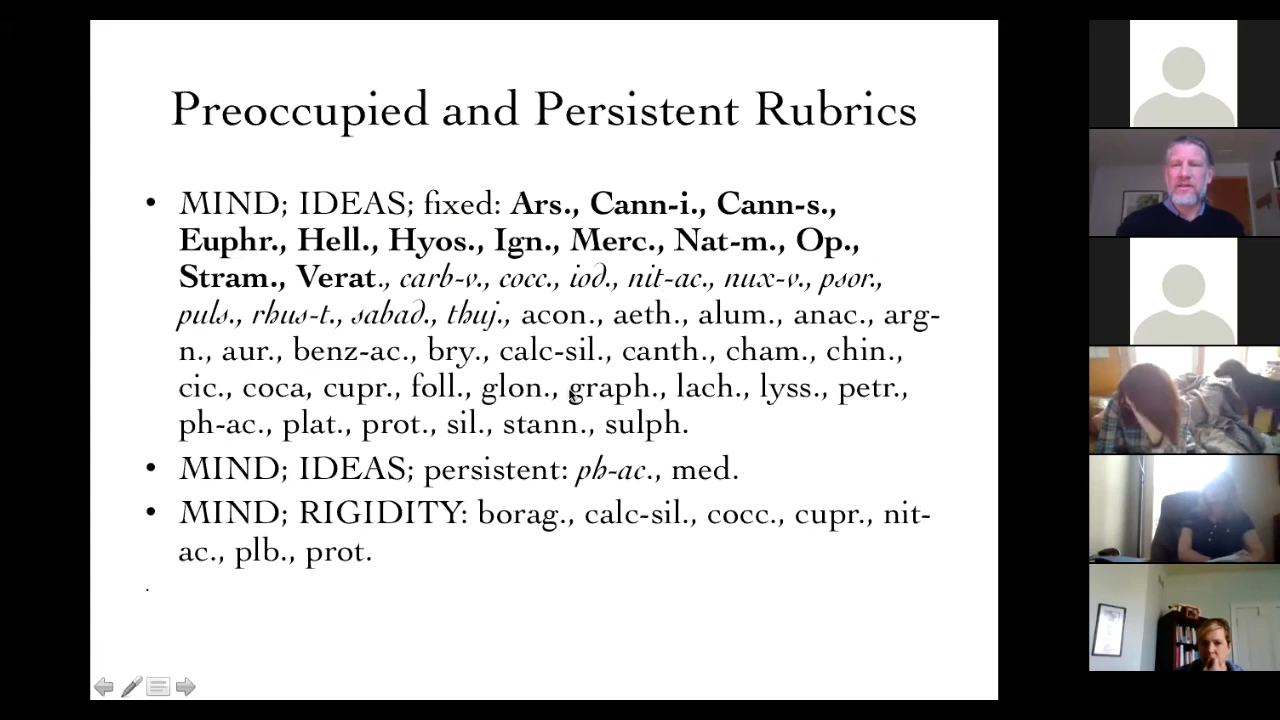 Preoccupied and Persistent Rubrics
• MIND; IDEAS; fixed: Ars., Cann-i., Cann-s.,
Euphr., Hell., Hyos., Ign., Merc., Nat-m., Op.,
Stram., Verat., carb-v., cocc., iod., nit-ac., nux-v., psor.,
puls., rhus-t., sabad., thuj., acon., aeth., alum., anac., arg-
n., aur., benz-ac., bry., calc-sil., canth., cham., chin.,
cic., coca, cupr., foll., glon., graph., lach., lyss., petr.,
ph-ac., plat., prot., sil., stann., sulph.
• MIND; IDEAS; persistent: ph-ac., med.
• MIND; RIGIDITY: borag., calc-sil., cocc., cupr., nit-
ac., plb., prot.
.